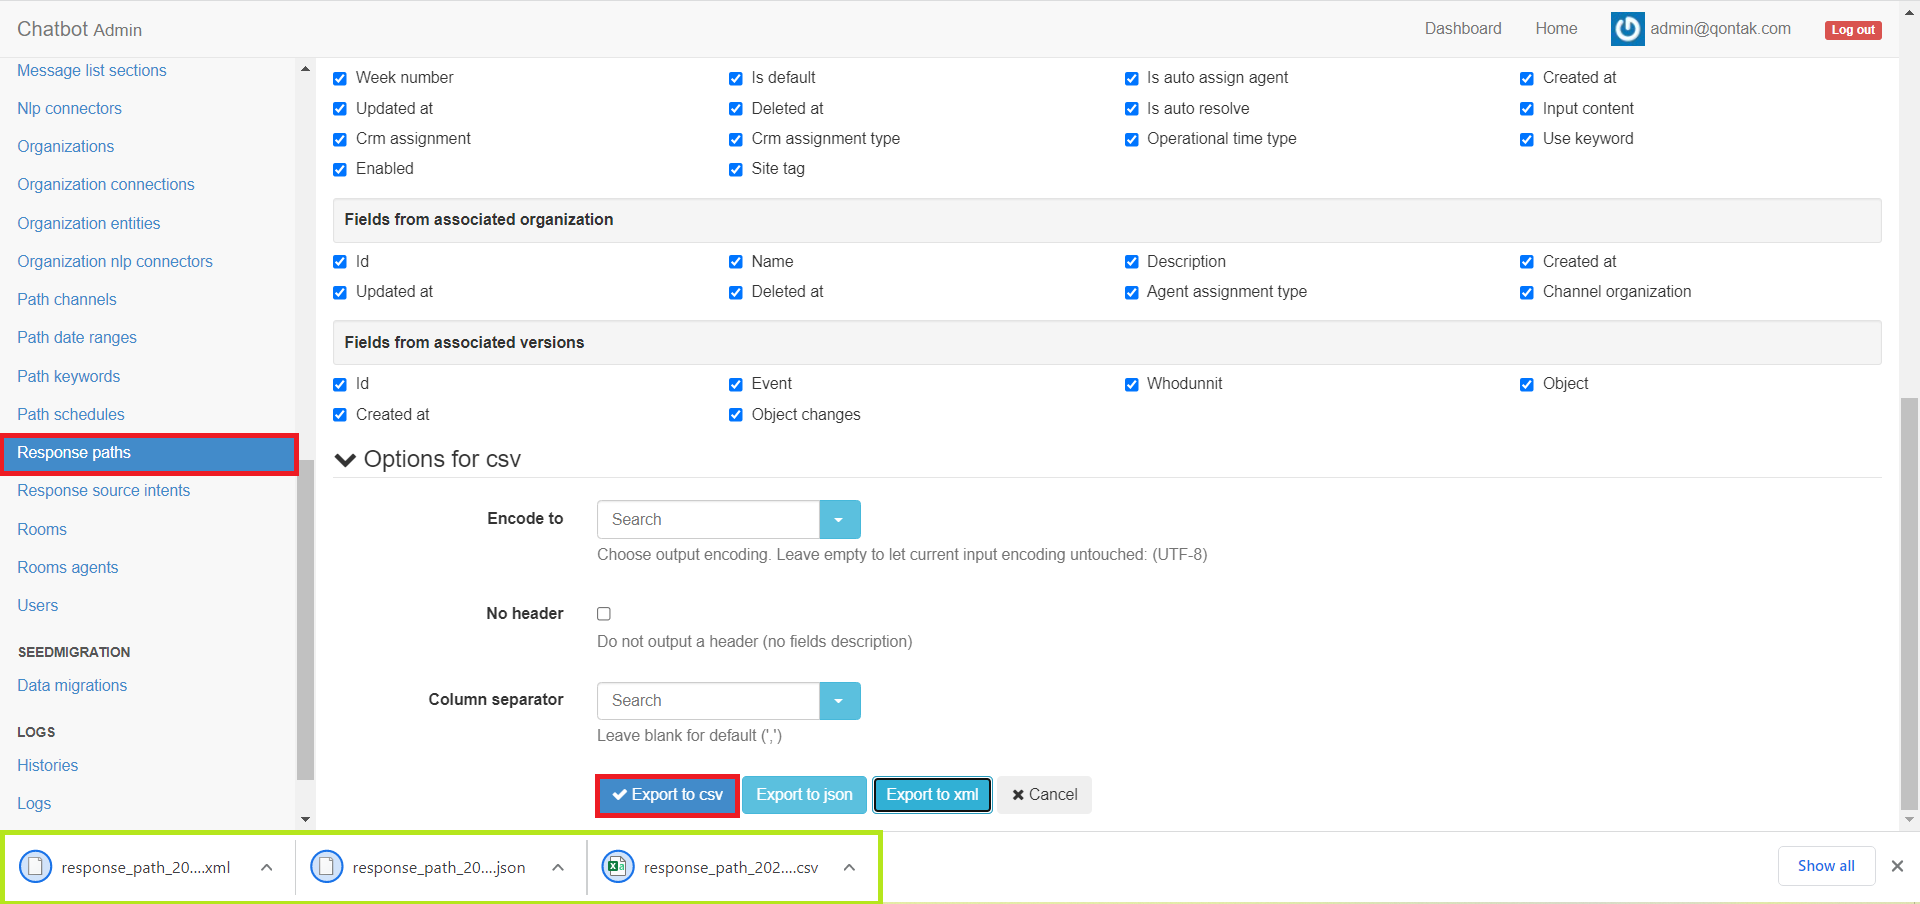 Chatbot Admin
Dashboard
Home
admin@qontak.com
Log out
Message list sections
Nlp connectors
Organizations
Organization connections
Organization entities
Organization nlp connectors
Path channels
Path date ranges
Path keywords
Path schedules
Response paths
Response source intents
Rooms
Rooms agents
Users
SEEDMIGRATION
Data migrations
LOGS
Histories
Logs
Week number
Is default
Is auto assign agent
Created at
Updated at
Deleted at
Is auto resolve
Input content
Crm assignment
Crm assignment type
Operational time type
Use keyword
Enabled
Site tag
Fields from associated organization
Id
Name
Description
Created at
Updated at
Deleted at
Agent assignment type
Channel organization
Fields from associated versions
Id
Event
Whodunnit
Object
Created at
Object changes
Options for csv
Encode to
Search
Choose output encoding. Leave empty to let current input encoding untouched: (UTF-8)
No header
Do not output a header (no fields description)
Column separator
Search
Leave blank for default (',')
Export to csv
Export to json
Export to xml
Cancel
response_path_20....xml
response_path_20....json
response_path_202....csv
Show all